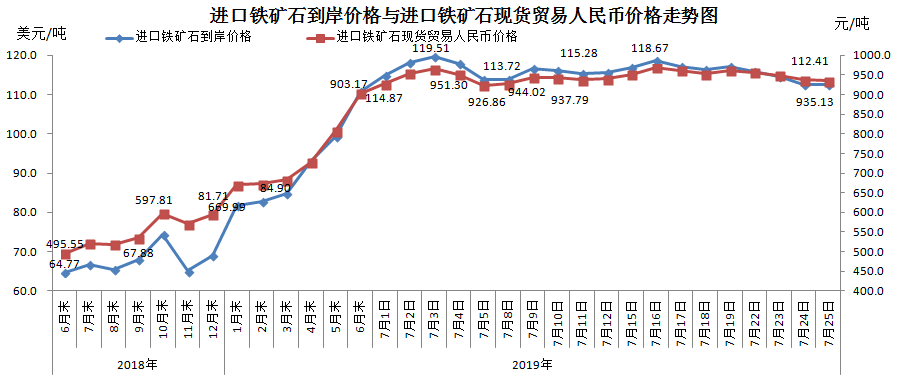 进口铁矿石到岸价格与进口铁矿石现货贸易人民币价格走势图
美元/吨
元/吨
进口铁矿石到岸价格
进口铁矿石现货贸易人民币价格
120.0
110.0
100.0
90.0
80.0
70.0
60.0
1000.0
950.0
900.0
850.0
800.0
750.0
700.0
650.0
600.0
550.0
500.0
450.0
400.0
495.55
64.77
67.88
597.81
81.71
669.99
84.90
903.17
114.87
119.51
951.30
926.86
113.72
944.02
937.79
115.28
118.67
112.41
935.13
6月末
7月末
8月末
9月末
10月末
11月末
12月末
1月末
2月末
3月末
4月末
5月末
6月末
7月1日
7月2日
7月3日
7月4日
7月5日
7月8日
7月9日
7月10日
7月11日
7月12日
7月15日
7月16日
7月17日
7月18日
7月19日
7月22日
7月23日
7月24日
7月25日
2018年
2019年